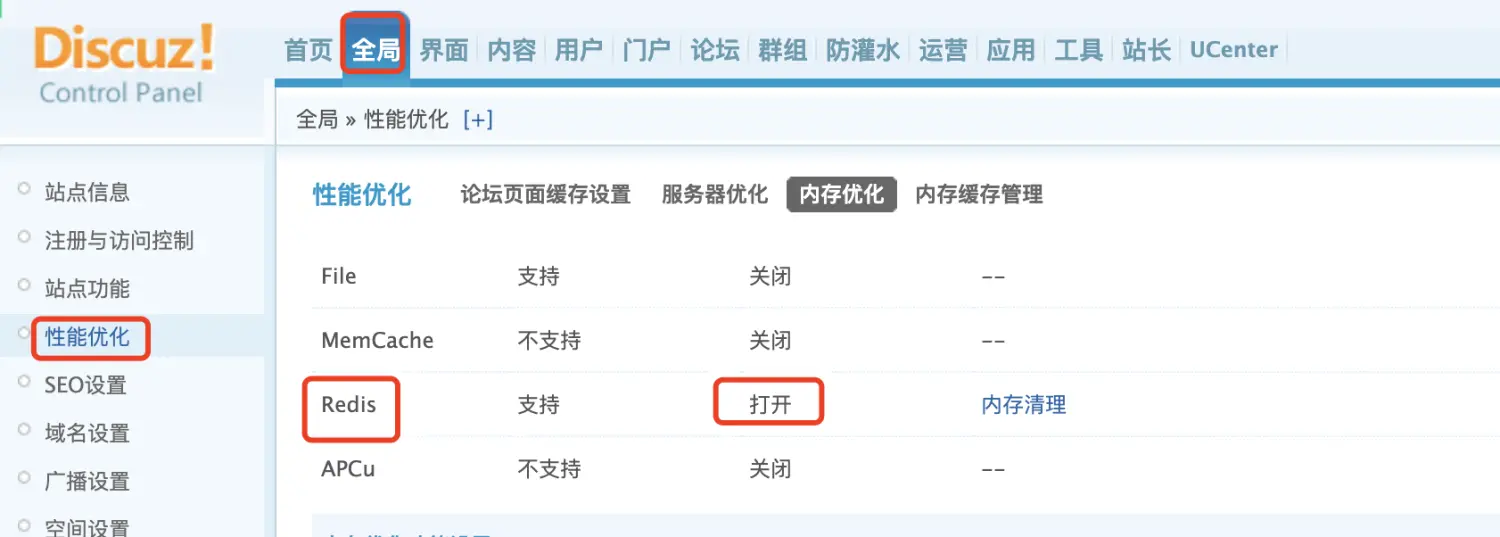 Discuz!
Control Panel
首页 全局 界面 内容 用户 门户 论坛 群组 防灌水 运营 应用 工具 站长 UCenter
全局 » 性能优化 [+]
站点信息
注册与访问控制
站点功能
性能优化
SEO设置
域名设置
广播设置
空间设置
性能优化 论坛页面缓存设置 服务器优化 内存优化 内存缓存管理
File 支持 关闭 --
MemCache 不支持 关闭 --
Redis 支持 打开 内存清理
APCu 不支持 关闭 --